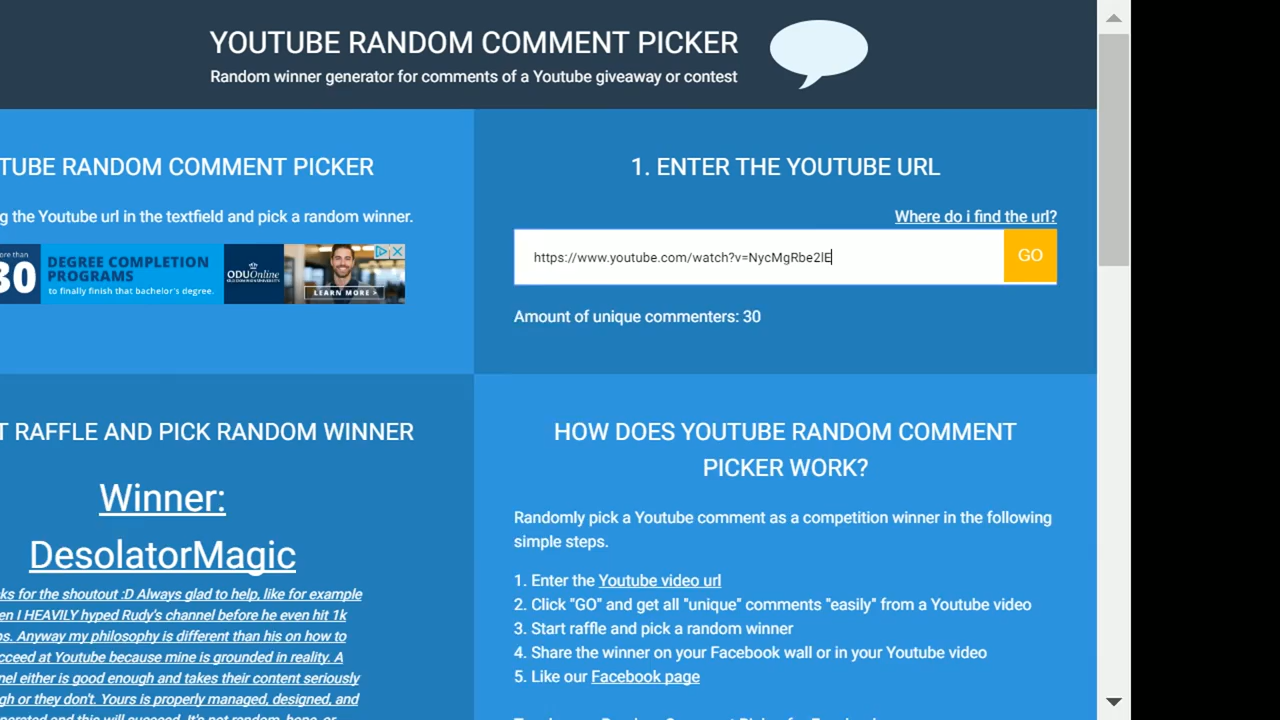 YOUTUBE RANDOM COMMENT PICKER
Random winner generator for comments of a Youtube giveaway or contest
TUBE RANDOM COMMENT PICKER
g the Youtube url in the textfield and pick a random winner.
ore than
30
DEGREE COMPLETION
PROGRAMS
to finally finish that bachelor's degree.
ODUOnline
LEARN MORE >
1. ENTER THE YOUTUBE URL
Where do i find the url?
https://www.youtube.com/watch?v=NycMgRbe2lE
GO
Amount of unique commenters: 30
T RAFFLE AND PICK RANDOM WINNER
Winner:
DesolatorMagic
ks for the shoutout :D Always glad to help, like for example
en I HEAVILY hyped Rudy's channel before he even hit 1k
os. Anyway my philosophy is different than his on how to
cceed at Youtube because mine is grounded in reality. A
nel either is good enough and takes their content seriously
gh or they don't. Yours is properly managed, designed, and
HOW DOES YOUTUBE RANDOM COMMENT
PICKER WORK?
Randomly pick a Youtube comment as a competition winner in the following
simple steps.
1. Enter the Youtube video url
2. Click "GO" and get all "unique" comments "easily" from a Youtube video
3. Start raffle and pick a random winner
4. Share the winner on your Facebook wall or in your Youtube video
5. Like our Facebook page